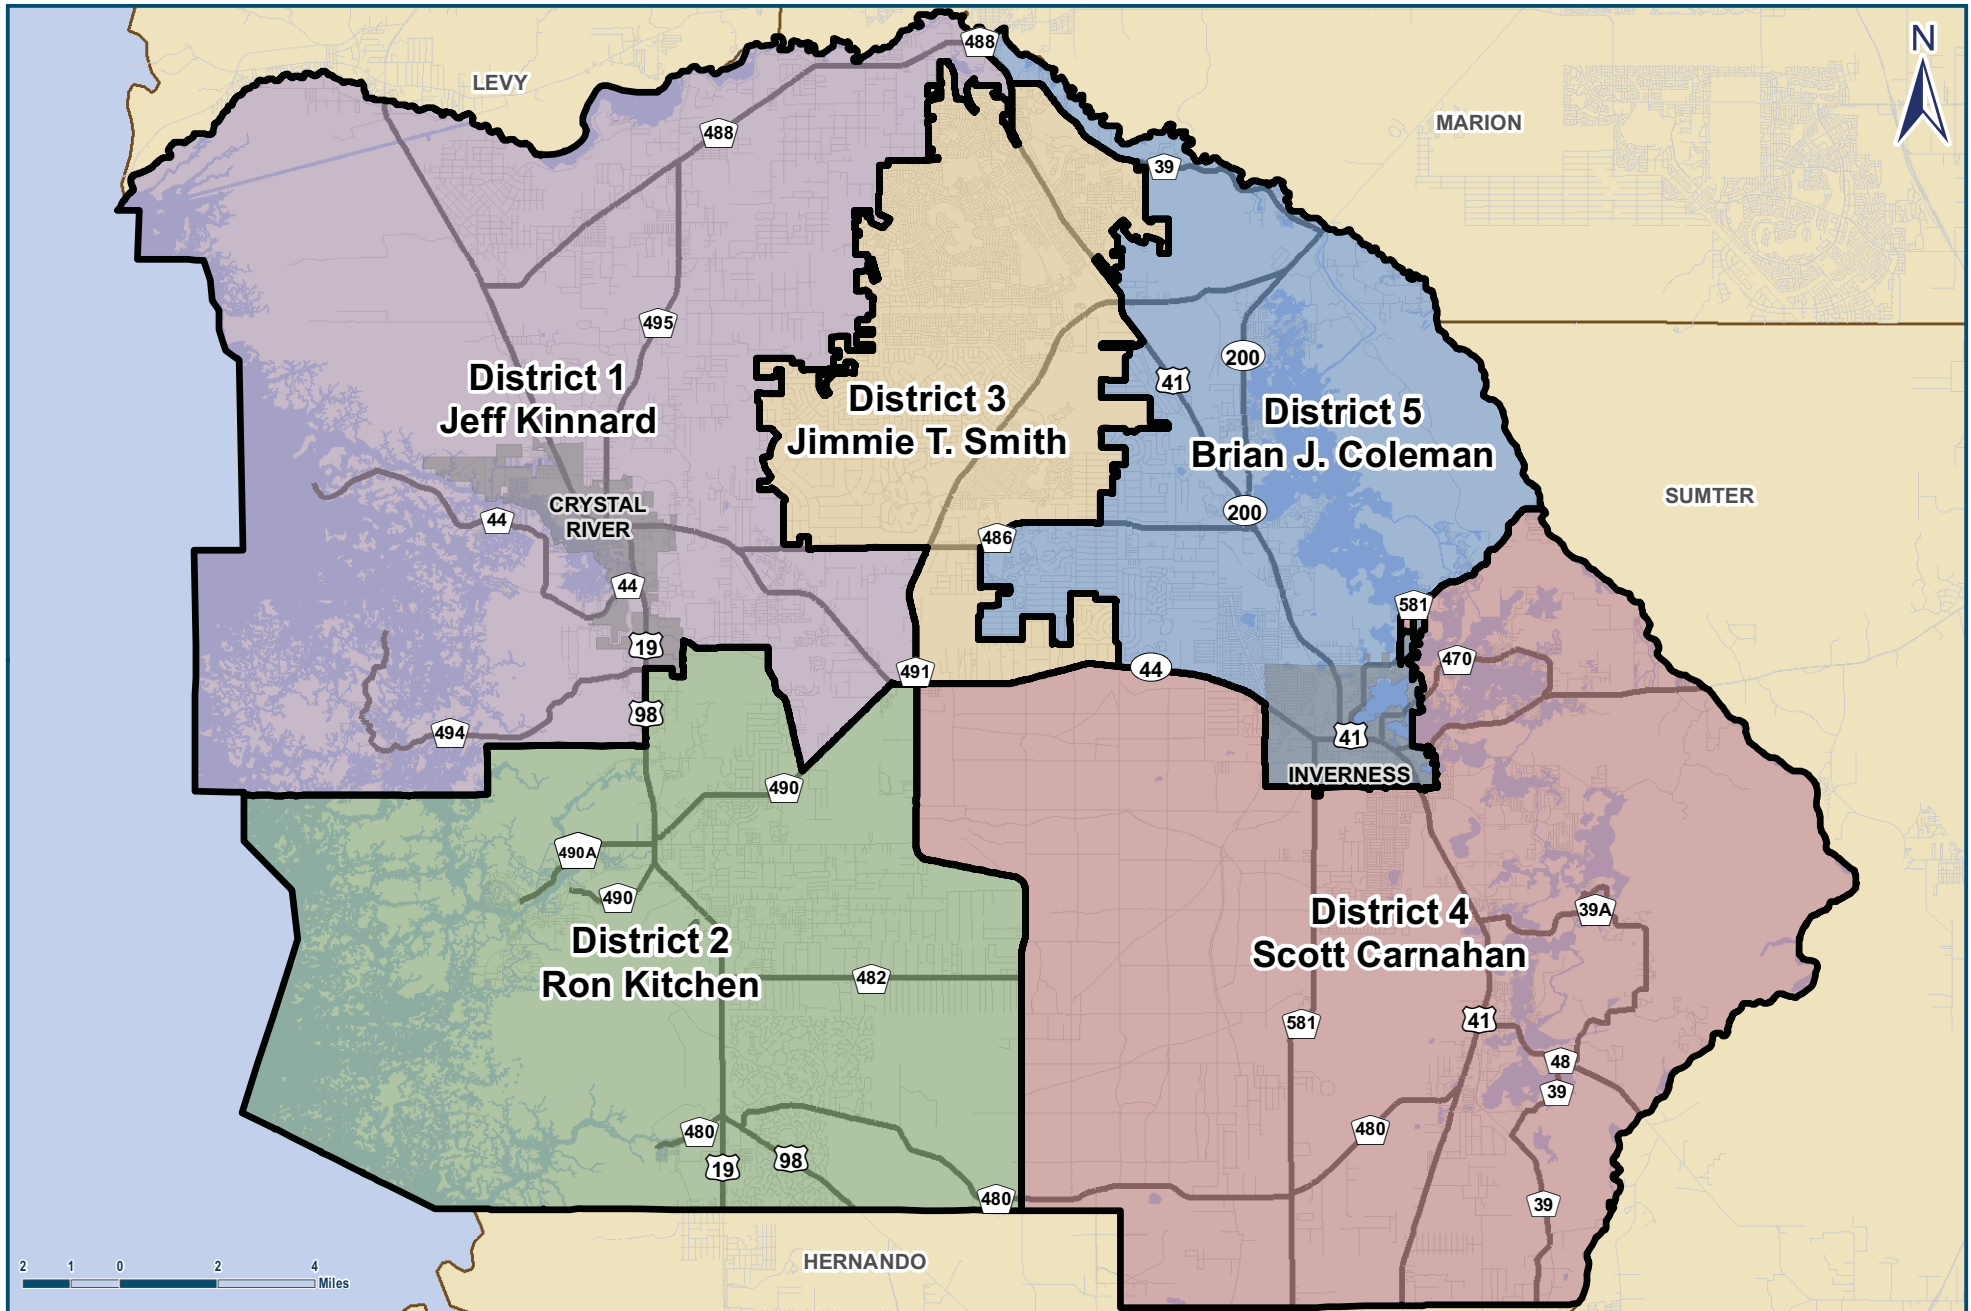 488
N
LEVY
MARION
488
39
495
200
41
District 1
Jeff Kinnard
District 3
Jimmie T. Smith
District 5
Brian J. Coleman
SUMTER
CRYSTAL
RIVER
44
200
486
44
581
19
470
491
44
98
494
41
INVERNESS
490
490A
490
39A
District 2
Ron Kitchen
District 4
Scott Carnahan
482
581
41
48
39
480
480
98
19
480
39
HERNANDO
2 1 0 2 4
Miles